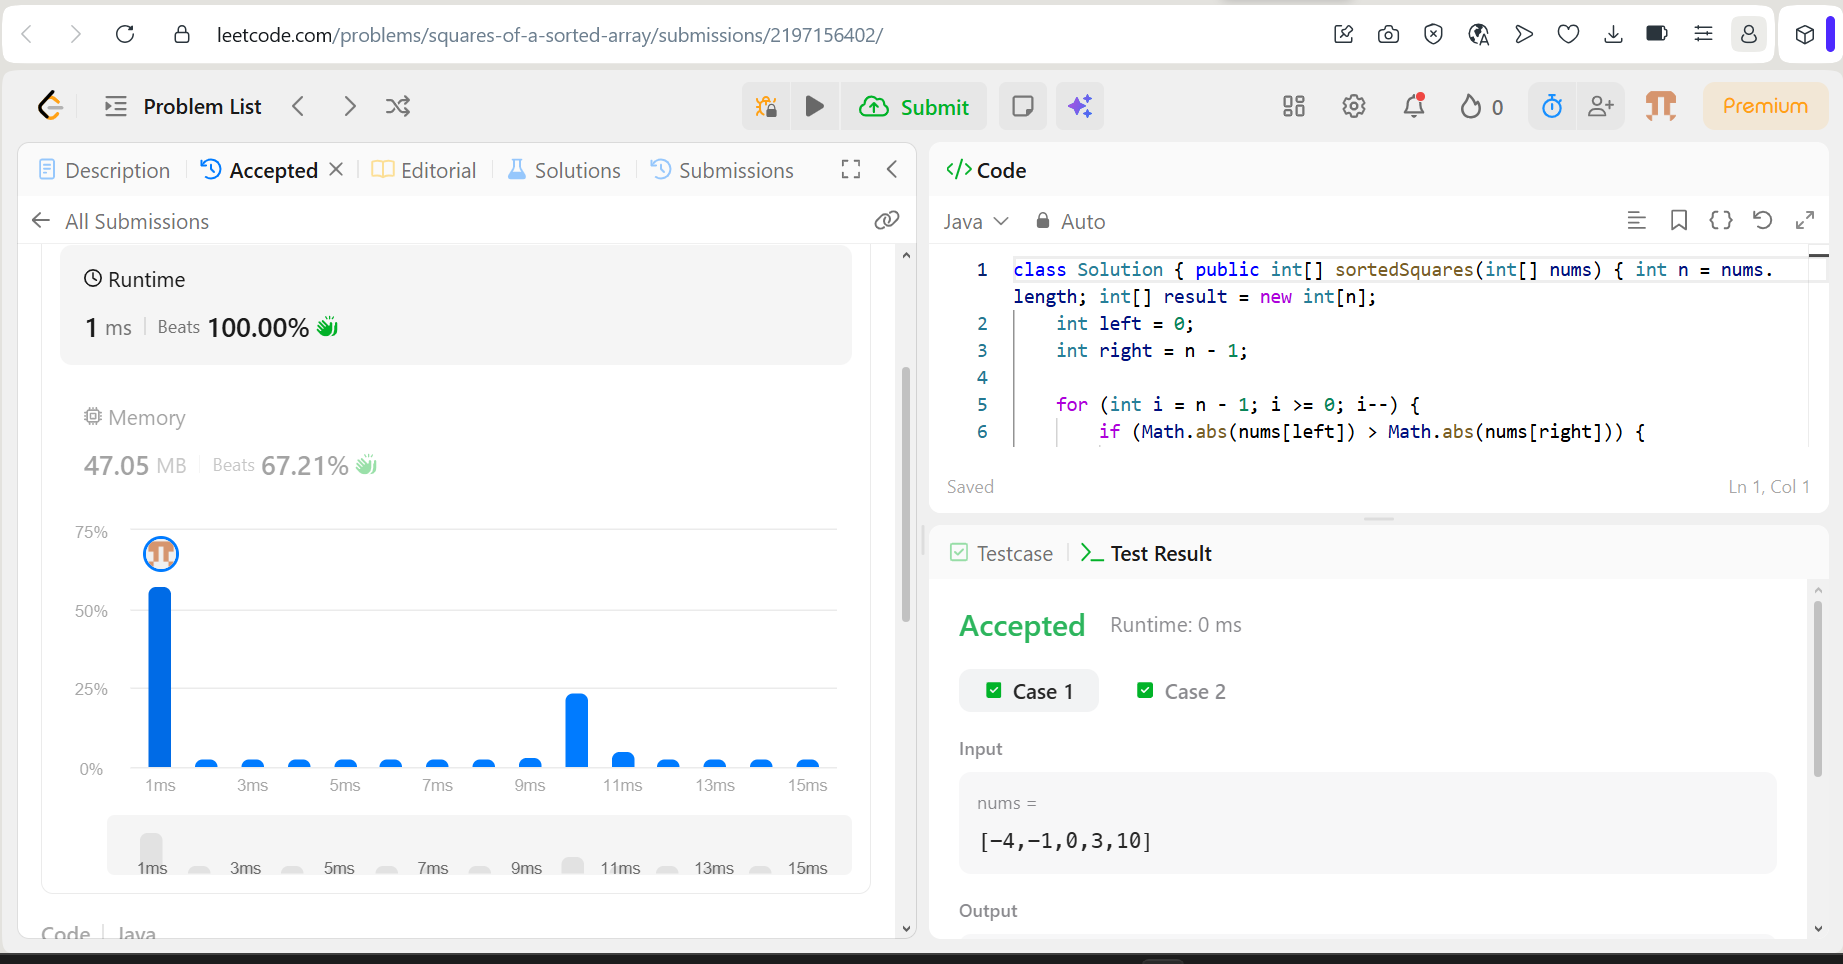 leetcode.com/problems/squares-of-a-sorted-array/submissions/2197156402/
Problem List
Submit
0
Premium
Description
Accepted
Editorial
Solutions
Submissions
All Submissions
Runtime
1 ms Beats 100.00%
Memory
47.05 MB Beats 67.21%
75%
50%
25%
0%
1ms 3ms 5ms 7ms 9ms 11ms 13ms 15ms
1ms 3ms 5ms 7ms 9ms 11ms 13ms 15ms
Code Java
</> Code
Java Auto
1 class Solution { public int[] sortedSquares(int[] nums) { int n = nums.
length; int[] result = new int[n];
2 int left = 0;
3 int right = n - 1;
4
5 for (int i = n - 1; i >= 0; i--) {
6 if (Math.abs(nums[left]) > Math.abs(nums[right])) {
Saved Ln 1, Col 1
Testcase >_ Test Result
Accepted Runtime: 0 ms
Case 1 Case 2
Input
nums =
[-4,-1,0,3,10]
Output